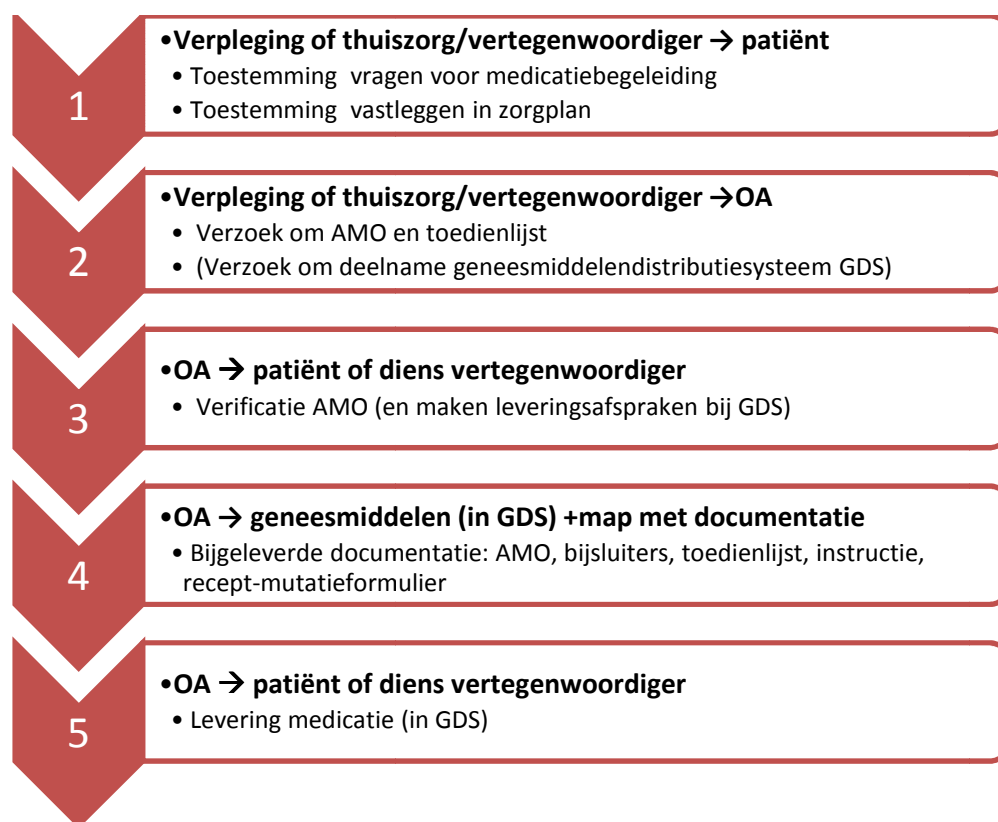 1
•Verpleging of thuiszorg/vertegenwoordiger → patiënt
• Toestemming vragen voor medicatiebegeleiding
• Toestemming vastleggen in zorgplan
2
•Verpleging of thuiszorg/vertegenwoordiger →OA
• Verzoek om AMO en toedienlijst
• (Verzoek om deelname geneesmiddelendistributiesysteem GDS)
3
•OA → patiënt of diens vertegenwoordiger
• Verificatie AMO (en maken leveringsafspraken bij GDS)
4
•OA → geneesmiddelen (in GDS) +map met documentatie
• Bijgeleverde documentatie: AMO, bijsluiters, toedienlijst, instructie,
recept-mutatieformulier
5
•OA → patiënt of diens vertegenwoordiger
• Levering medicatie (in GDS)